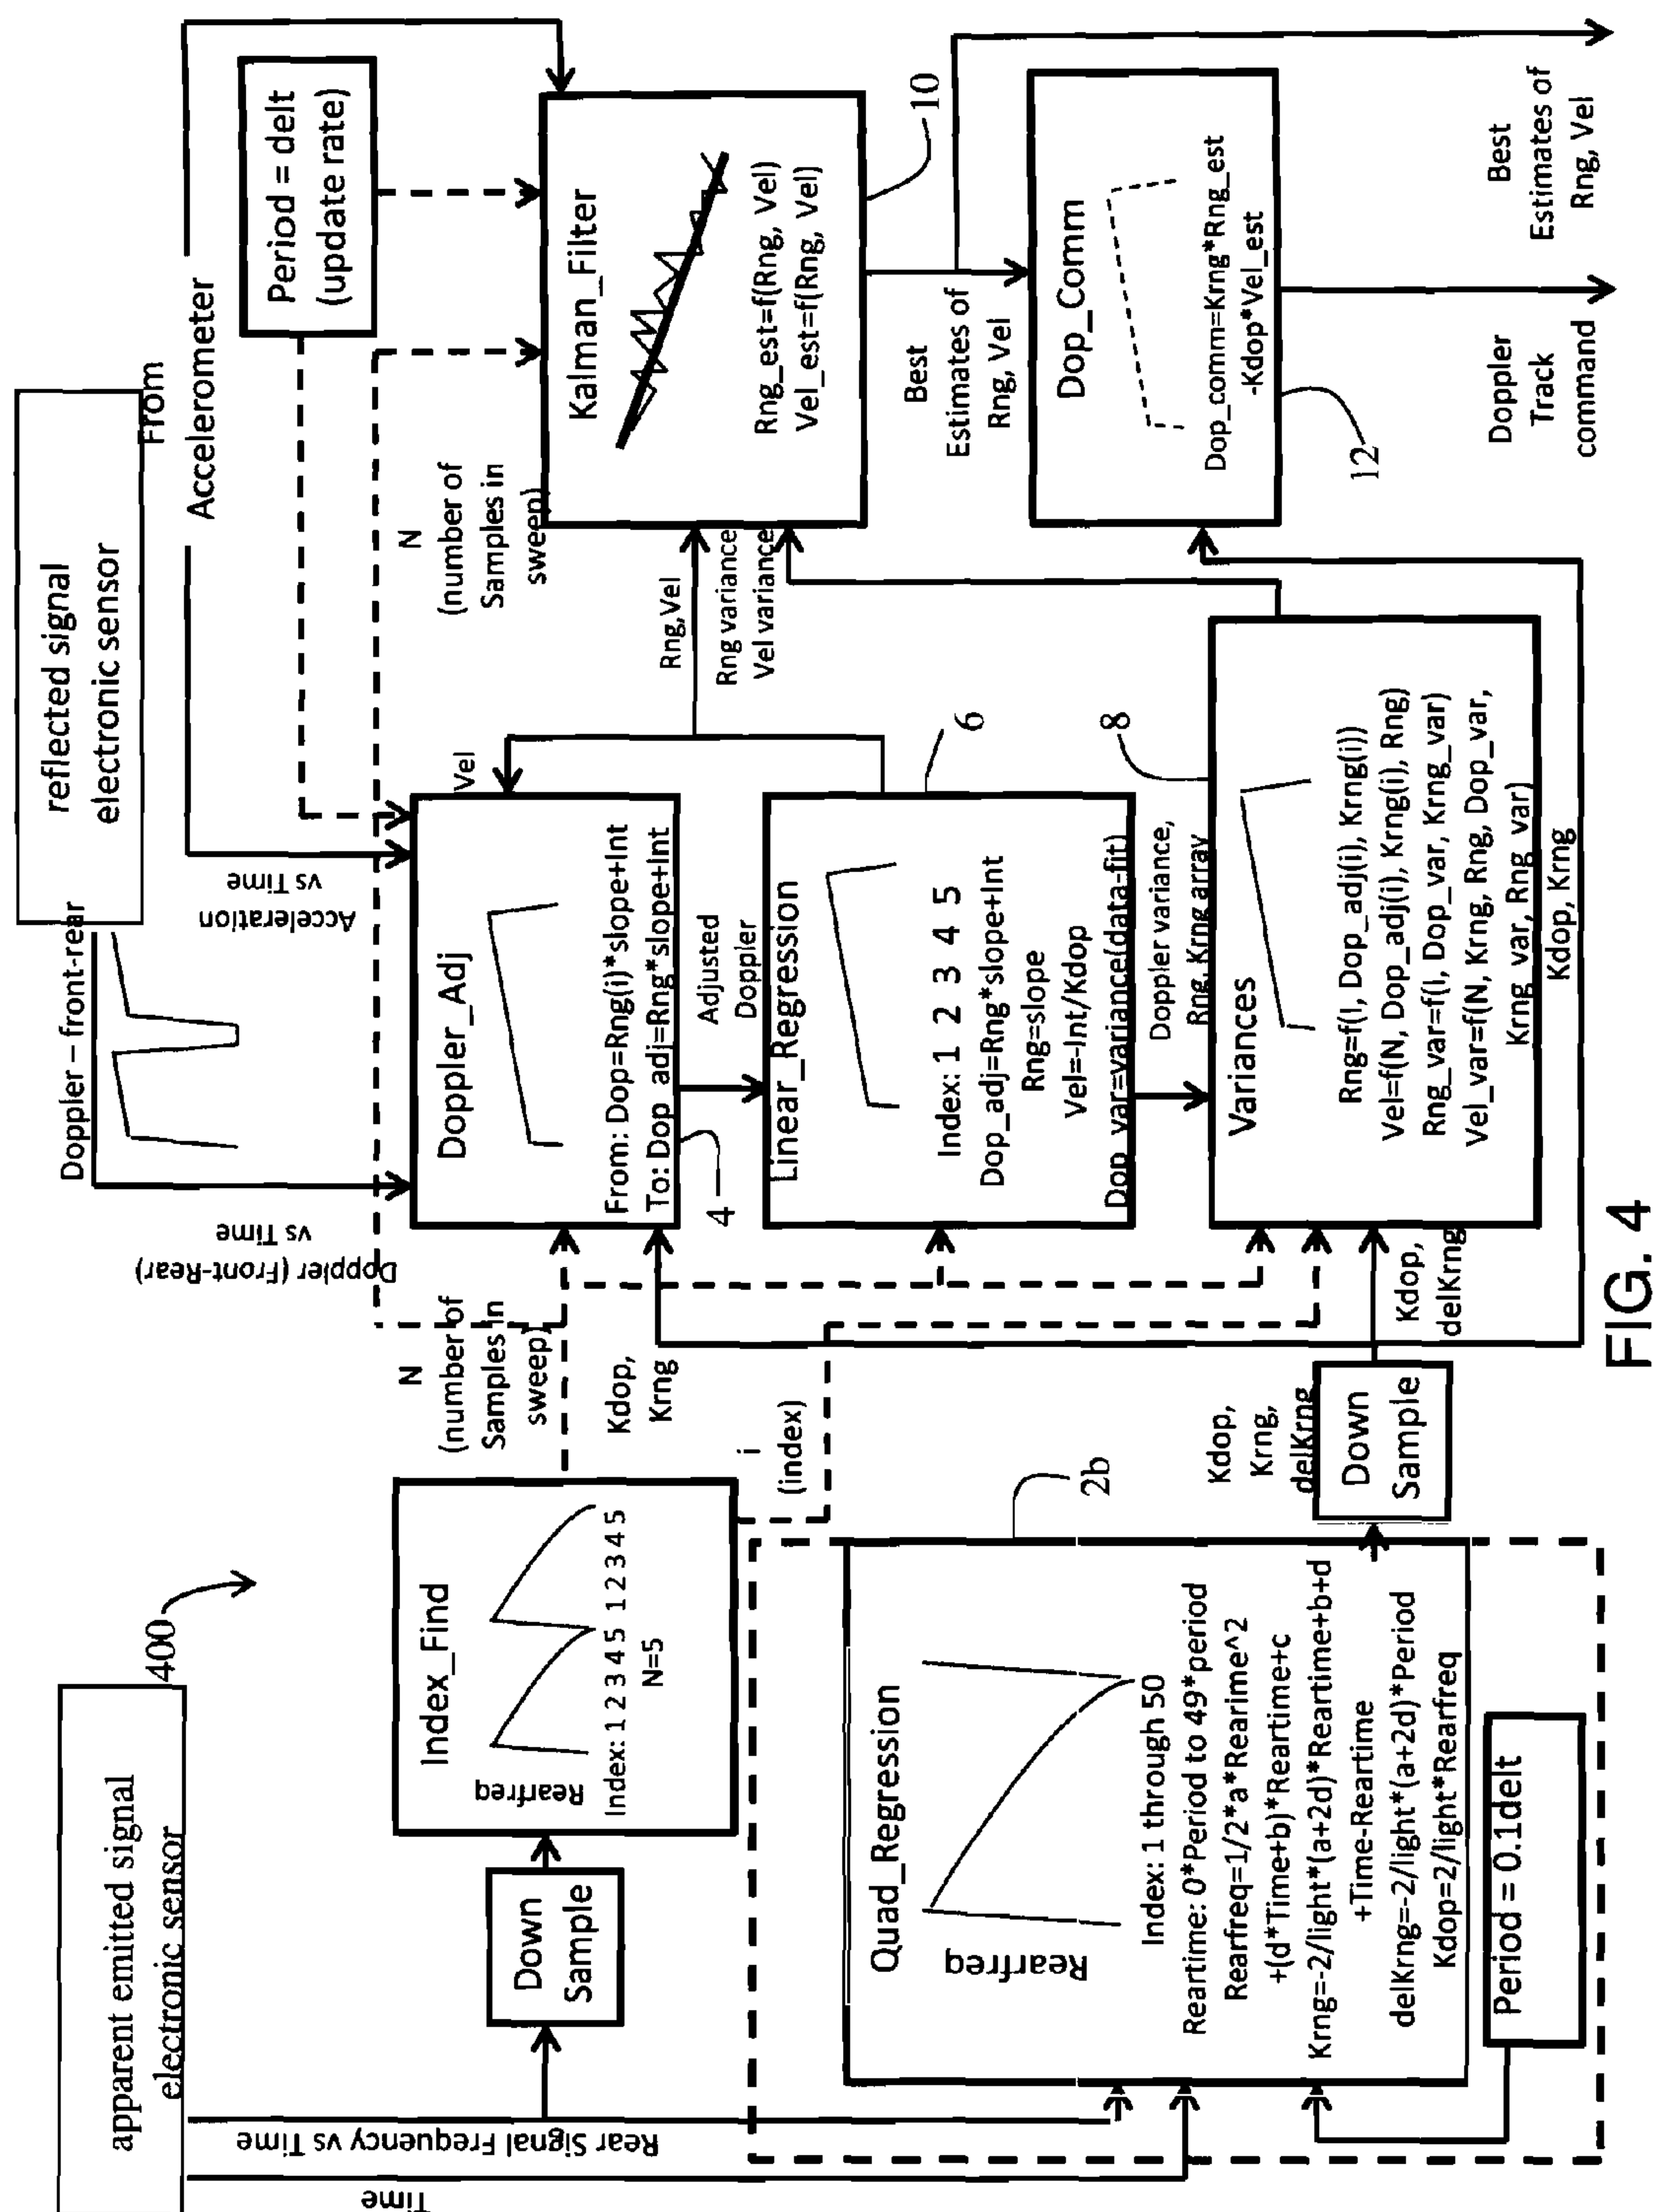 apparent emitted signal
electronic sensor
400
Time
Rear Signal Frequency vs Time
Down
Sample
Index_Find
Rearfreq
Index: 1 2 3 4 5 1 2 3 4 5
N=5
Quad_Regression
Rearfreq
Index: 1 through 50
Reartime: 0*Period to 49*period
Rearfreq=1/2*a*Rearime^2
+(d*Time+b)*Reartime+c
Krng=-2/light*(a+2d)*Reartime+b+d
+Time-Reartime
delKrng=-2/light*(a+2d)*Period
Kdop=2/light*Rearfreq
2b
Period = 0.1delt
N
(number of
Samples in
sweep)
Kdop,
Krng
i
(index)
Kdop,
Krng,
delKrng
Down
Sample
Kdop,
delKrng
reflected signal
electronic sensor
Doppler – front-rear
Doppler (Front-Rear)
vs Time
Acceleration
vs Time
From
Accelerometer
Doppler_Adj
From: Dop=Rng(i)*slope+Int
To: Dop_adj=Rng*slope+Int
4
Vel
Adjusted
Doppler
Linear_Regression
Index: 1 2 3 4 5
Dop_adj=Rng*slope+Int
Rng=slope
Vel=-Int/Kdop
Dop_var=variance(data-fit)
6
Doppler variance,
Rng, Krng array
Variances
Rng=f(I, Dop_adj(i), Krng(i))
Vel=f(N, Dop_adj(i), Krng(i), Rng)
Rng_var=f(I, Dop_var, Krng_var)
Vel_var=f(N, Krng, Rng, Dop_var,
Krng_var, Rng_var)
8
Kdop, Krng
Period = delt
(update rate)
N
(number of
Samples in
sweep)
Rng,Vel
Rng variance
Vel variance
Kalman_Filter
Rng_est=f(Rng, Vel)
Vel_est=f(Rng, Vel)
10
Best
Estimates of
Rng, Vel
Dop_Comm
Dop_comm=Krng*Rng_est
-Kdop*Vel_est
12
Doppler
Track
command
Best
Estimates of
Rng, Vel
FIG. 4